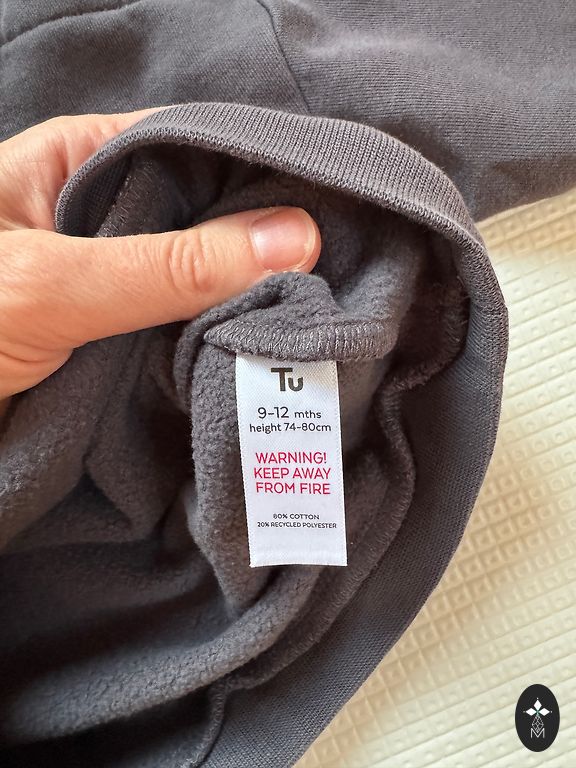 Tu
9-12 mths
height 74-80cm
WARNING!
KEEP AWAY
FROM FIRE
80% COTTON
20% RECYCLED POLYESTER
M